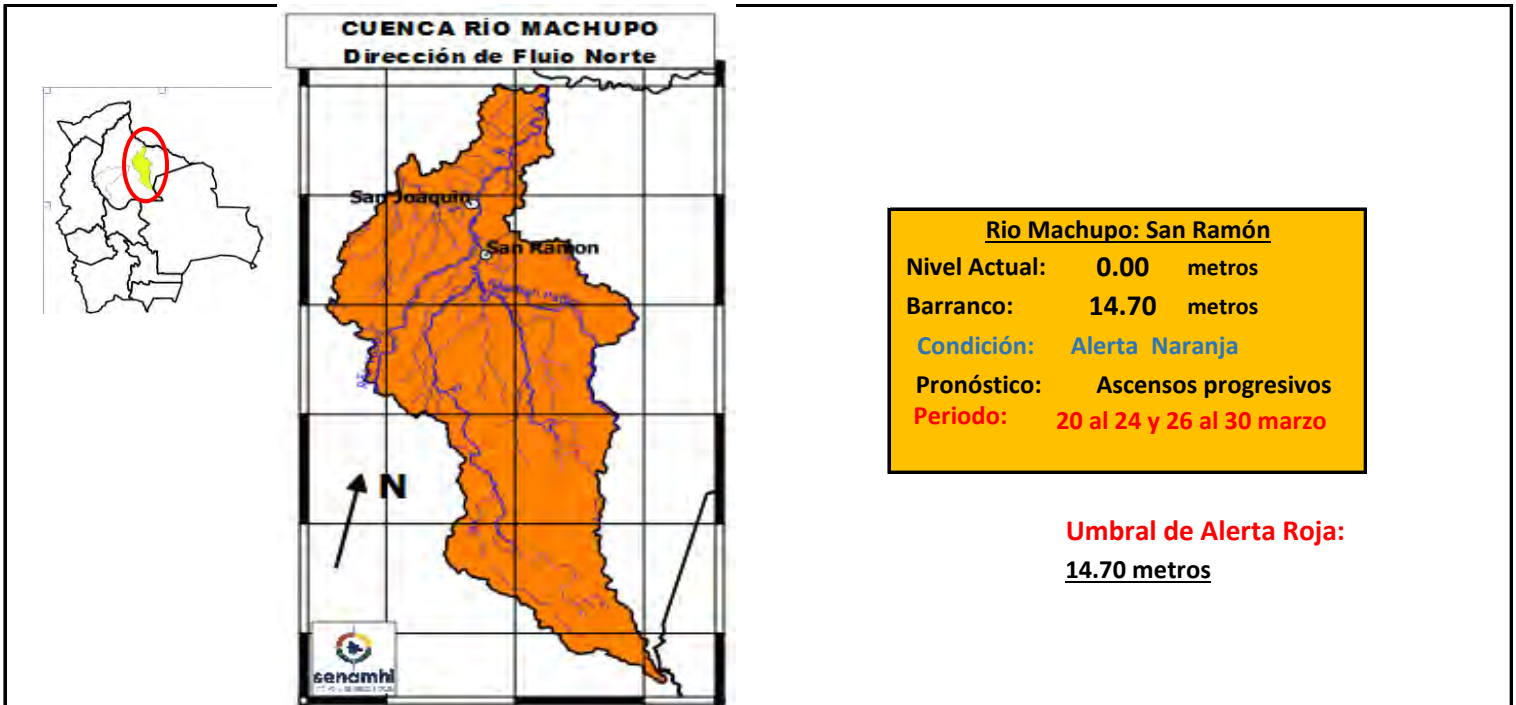 CUENCA RÍO MACHUPO
Dirección de Flujo Norte
San Joaquin
San Ramon
N
senamhi
Rio Machupo: San Ramón
Nivel Actual: 0.00 metros
Barranco: 14.70 metros
Condición: Alerta Naranja
Pronóstico: Ascensos progresivos
Periodo: 20 al 24 y 26 al 30 marzo
Umbral de Alerta Roja:
14.70 metros